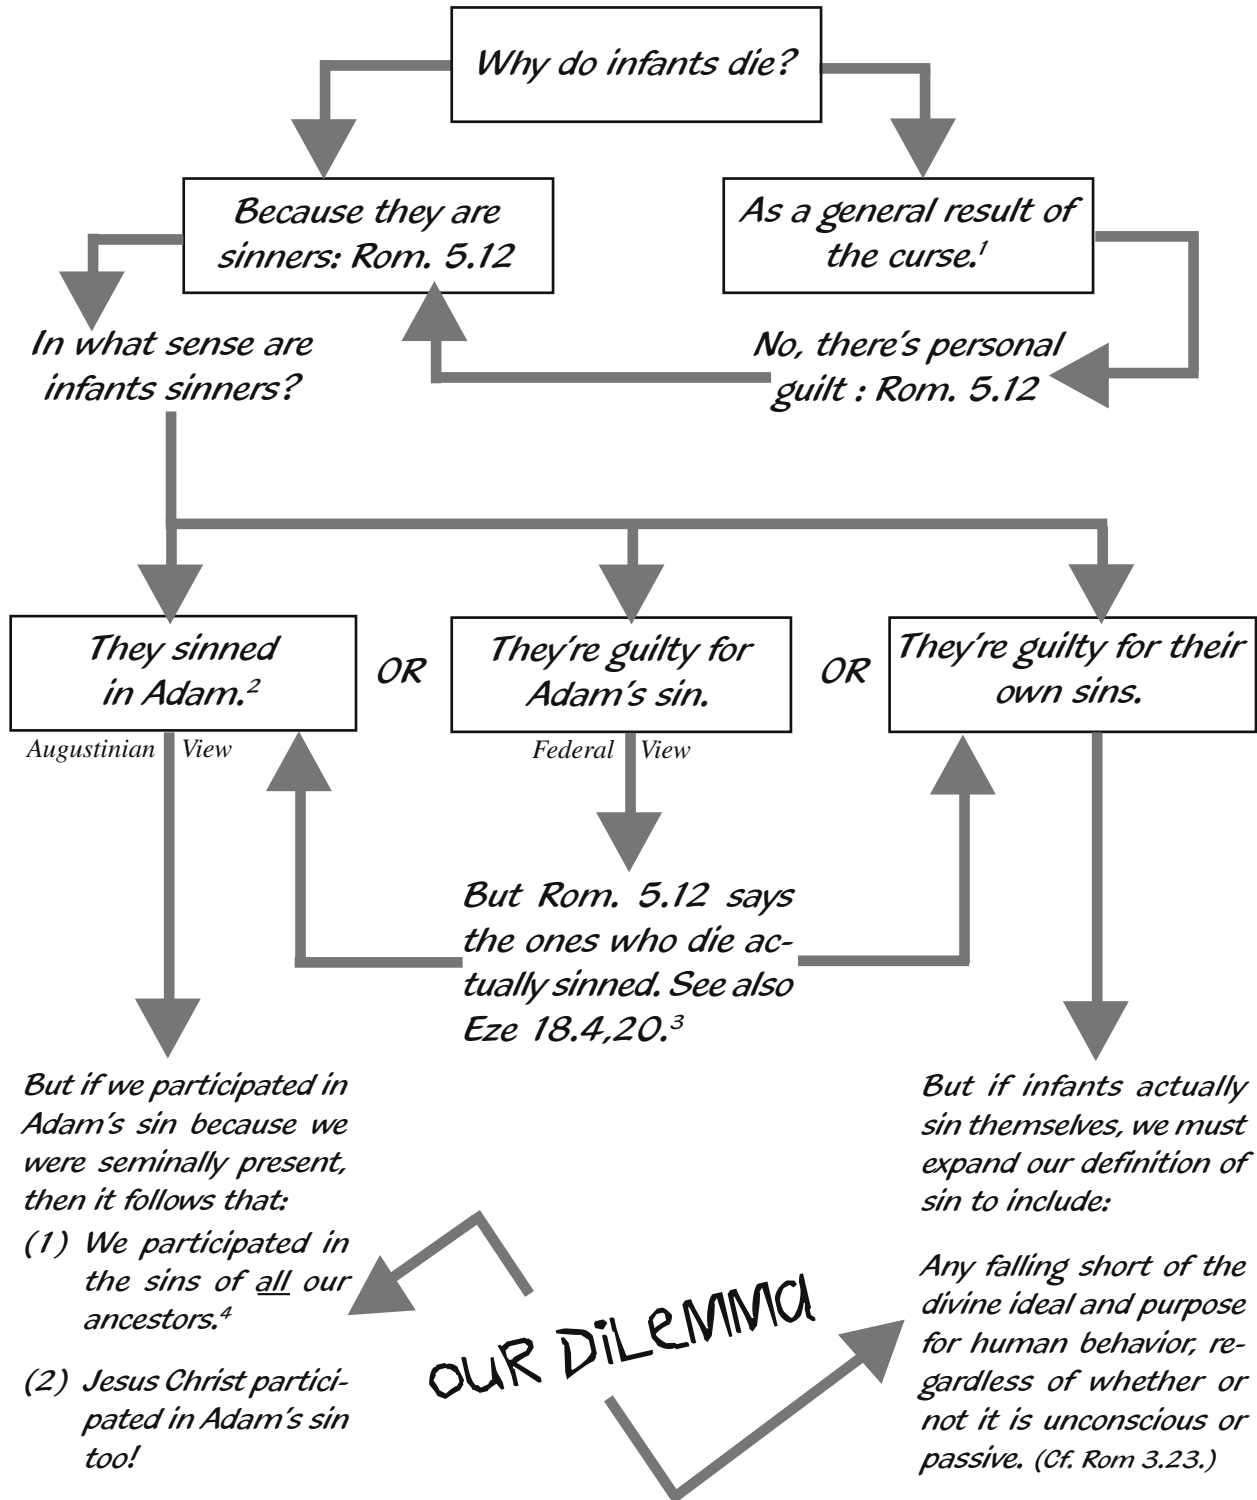 Why do infants die?
Because they are
sinners: Rom. 5.12
As a general result of
the curse.¹
In what sense are
infants sinners?
No, there's personal
guilt : Rom. 5.12
They sinned
in Adam.²
OR
They're guilty for
Adam's sin.
OR
They're guilty for their
own sins.
Augustinian View
Federal View
But Rom. 5.12 says
the ones who die ac-
tually sinned. See also
Eze 18.4,20.³
But if we participated in
Adam's sin because we
were seminally present,
then it follows that:
(1) We participated in
the sins of all our
ancestors.⁴
(2) Jesus Christ partici-
pated in Adam's sin
too!
OUR DiLeMMa
But if infants actually
sin themselves, we must
expand our definition of
sin to include:
Any falling short of the
divine ideal and purpose
for human behavior, re-
gardless of whether or
not it is unconscious or
passive. (Cf. Rom 3.23.)